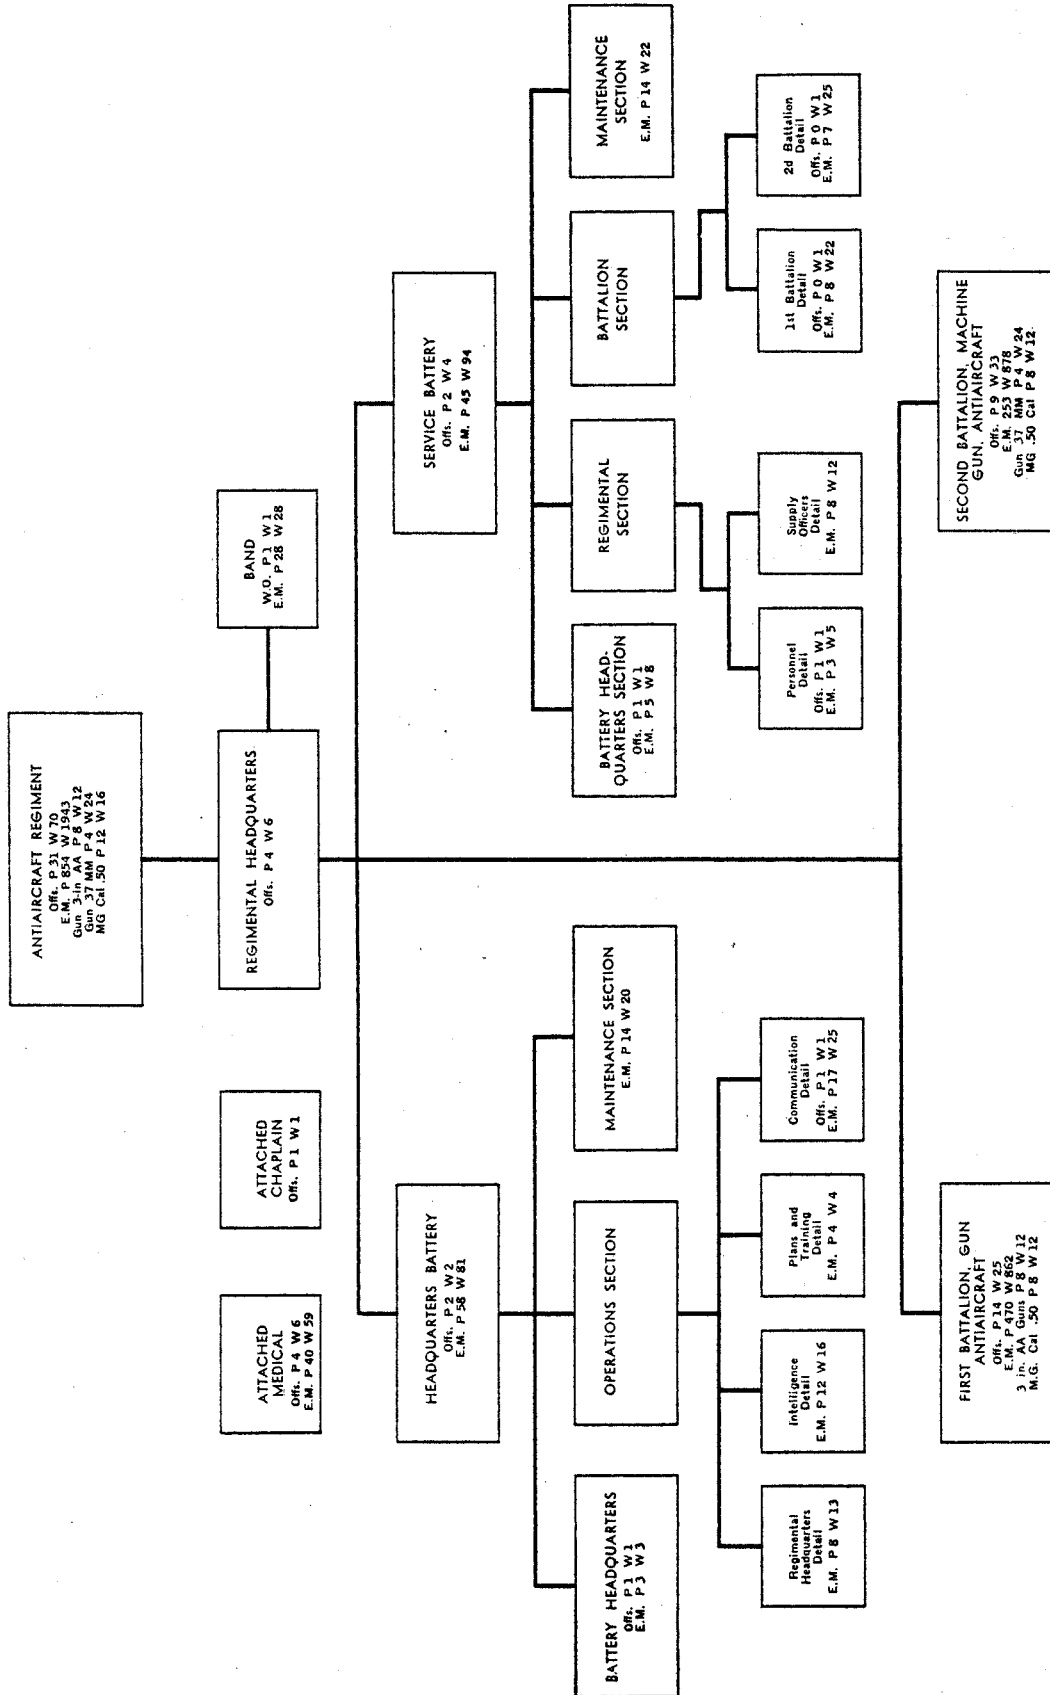 ANTIAIRCRAFT REGIMENT
Offs. P 31 W 70
E.M. P 854 W 1943
Gun 3-in AA P 8 W 12
Gun 37 MM P 4 W 24
MG Cal .50 P 12 W 16
ATTACHED
MEDICAL
Offs. P 4 W 6
E.M. P 40 W 59
ATTACHED
CHAPLAIN
Offs. P 1 W 1
REGIMENTAL HEADQUARTERS
Offs. P 4 W 6
BAND
W.O. P 1 W 1
E.M. P 28 W 28
HEADQUARTERS BATTERY
Offs. P 2 W 2
E.M. P 58 W 81
SERVICE BATTERY
Offs. P 2 W 4
E.M. P 45 W 94
BATTERY HEADQUARTERS
Offs. P 1 W 1
E.M. P 3 W 3
OPERATIONS SECTION
MAINTENANCE SECTION
E.M. P 14 W 20
BATTERY HEAD-
QUARTERS SECTION
Offs. P 1 W 1
E.M. P 5 W 8
REGIMENTAL
SECTION
BATTALION
SECTION
MAINTENANCE
SECTION
E.M. P 14 W 22
Regimental
Headquarters
Detail
E.M. P 8 W 13
Intelligence
Detail
E.M. P 12 W 16
Plans and
Training
Detail
E.M. P 4 W 4
Communication
Detail
Offs. P 1 W 1
E.M. P 17 W 25
Personnel
Detail
Offs. P 1 W 1
E.M. P 3 W 5
Supply
Officers
Detail
E.M. P 8 W 12
1st Battalion
Detail
Offs. P 0 W 1
E.M. P 8 W 22
2d Battalion
Detail
Offs. P 0 W 1
E.M. P 7 W 25
FIRST BATTALION, GUN
ANTIAIRCRAFT
Offs. P 14 W 25
E.M. P 470 W 862
3 in. AA Guns P 8 W 12
M.G. Cal .50 P 8 W 12
SECOND BATTALION, MACHINE
GUN, ANTIAIRCRAFT
Offs. P 9 W 33
E.M. 253 W 878
Gun 37 MM P 4 W 24
MG .50 Cal P 8 W 12